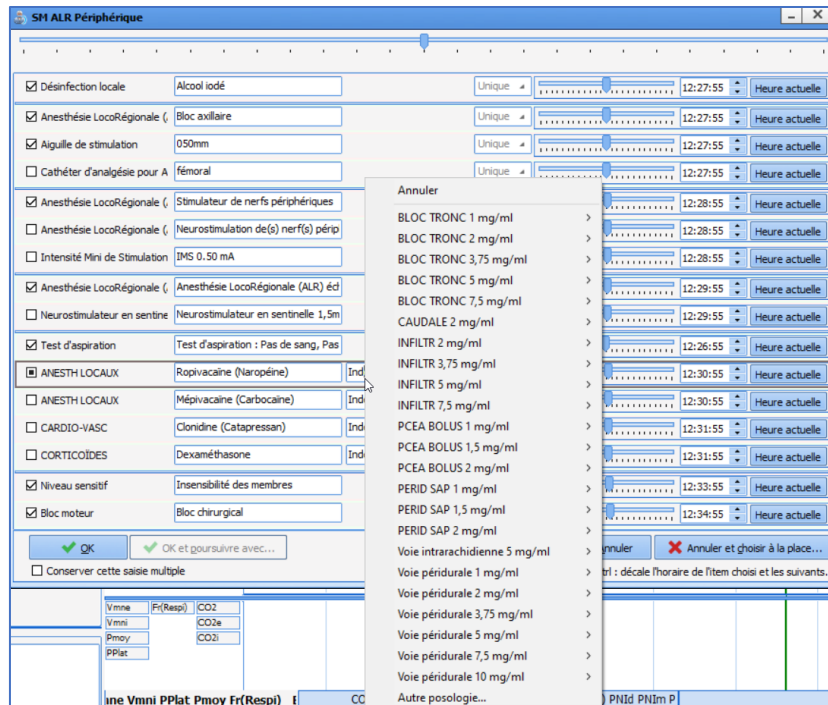 SM ALR Périphérique
Désinfection locale Alcool iodé Unique 12:27:55 Heure actuelle
Anesthésie LocoRégionale (, Bloc axillaire Unique 12:27:55 Heure actuelle
Aiguille de stimulation 050mm Unique 12:27:55 Heure actuelle
Cathéter d'analgésie pour A fémoral Unique 12:27:55 Heure actuelle
Anesthésie LocoRégionale (, Stimulateur de nerfs périphériques 12:28:55 Heure actuelle
Anesthésie LocoRégionale (, Neurostimulation de(s) nerf(s) périp 12:28:55 Heure actuelle
Intensité Mini de Stimulation IMS 0.50 mA 12:28:55 Heure actuelle
Anesthésie LocoRégionale (, Anesthésie LocoRégionale (ALR) éch 12:29:55 Heure actuelle
Neurostimulateur en sentine Neurostimulateur en sentinelle 1,5m 12:29:55 Heure actuelle
Test d'aspiration Test d'aspiration : Pas de sang, Pas 12:26:55 Heure actuelle
ANESTH LOCAUX Ropivacaïne (Naropéine) Ind 12:30:55 Heure actuelle
ANESTH LOCAUX Mépivacaïne (Carbocaïne) Ind 12:30:55 Heure actuelle
CARDIO-VASC Clonidine (Catapressan) Ind 12:31:55 Heure actuelle
CORTICOÏDES Dexaméthasone Ind 12:31:55 Heure actuelle
Niveau sensitif Insensibilité des membres 12:33:55 Heure actuelle
Bloc moteur Bloc chirurgical 12:34:55 Heure actuelle
OK OK et poursuivre avec... nnuler Annuler et choisir à la place...
Conserver cette saisie multiple trl : décale l'horaire de l'item choisi et les suivants.
Annuler
BLOC TRONC 1 mg/ml
BLOC TRONC 2 mg/ml
BLOC TRONC 3,75 mg/ml
BLOC TRONC 5 mg/ml
BLOC TRONC 7,5 mg/ml
CAUDALE 2 mg/ml
INFILTR 2 mg/ml
INFILTR 3,75 mg/ml
INFILTR 5 mg/ml
INFILTR 7,5 mg/ml
PCEA BOLUS 1 mg/ml
PCEA BOLUS 1,5 mg/ml
PCEA BOLUS 2 mg/ml
PERID SAP 1 mg/ml
PERID SAP 1,5 mg/ml
PERID SAP 2 mg/ml
Voie intrarachidienne 5 mg/ml
Voie péridurale 1 mg/ml
Voie péridurale 2 mg/ml
Voie péridurale 3,75 mg/ml
Voie péridurale 5 mg/ml
Voie péridurale 7,5 mg/ml
Voie péridurale 10 mg/ml
Autre posologie...
Vmne Fr(Respi) CO2
Vmni CO2e
Pmoy CO2i
PPlat
ine Vmni PPlat Pmoy Fr(Respi) CO PNId PNIm P